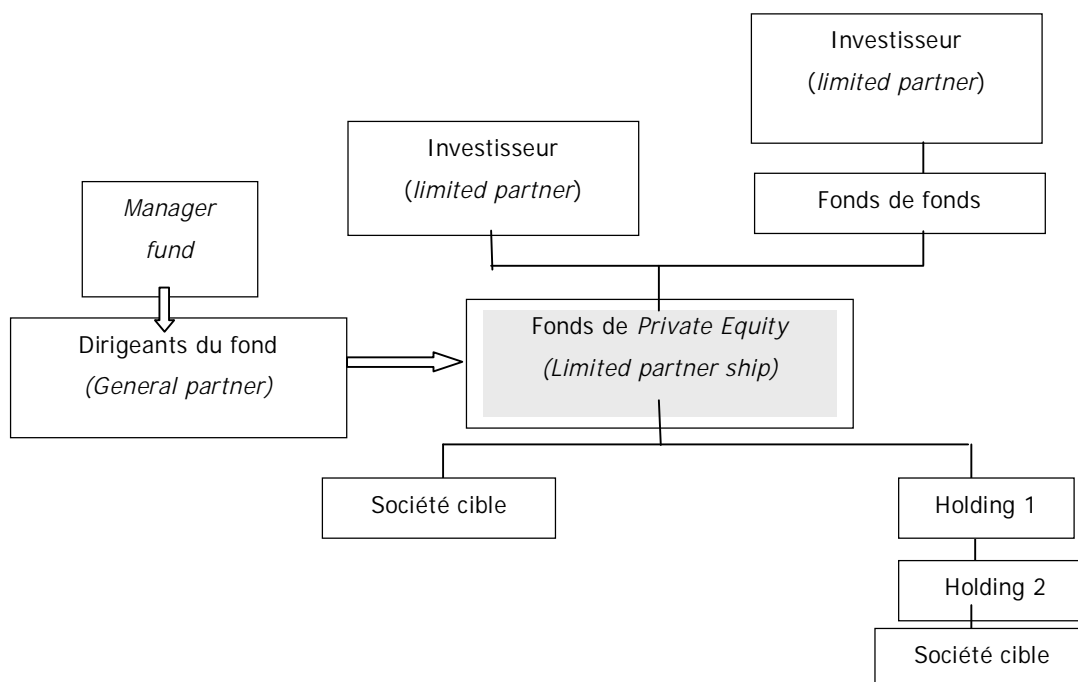 Investisseur
(limited partner)
Investisseur
(limited partner)
Fonds de fonds
Manager
fund
Dirigeants du fond
(General partner)
Fonds de Private Equity
(Limited partner ship)
Société cible
Holding 1
Holding 2
Société cible